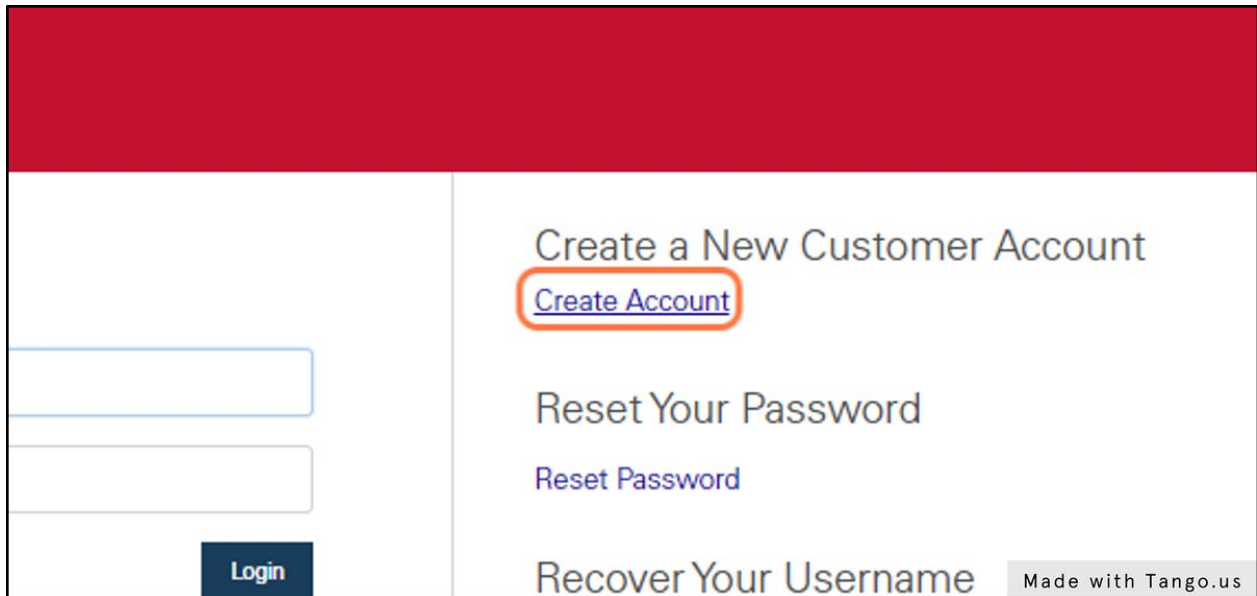 Create a New Customer Account
Create Account
Reset Your Password
Reset Password
Login
Recover Your Username
Made with Tango.us